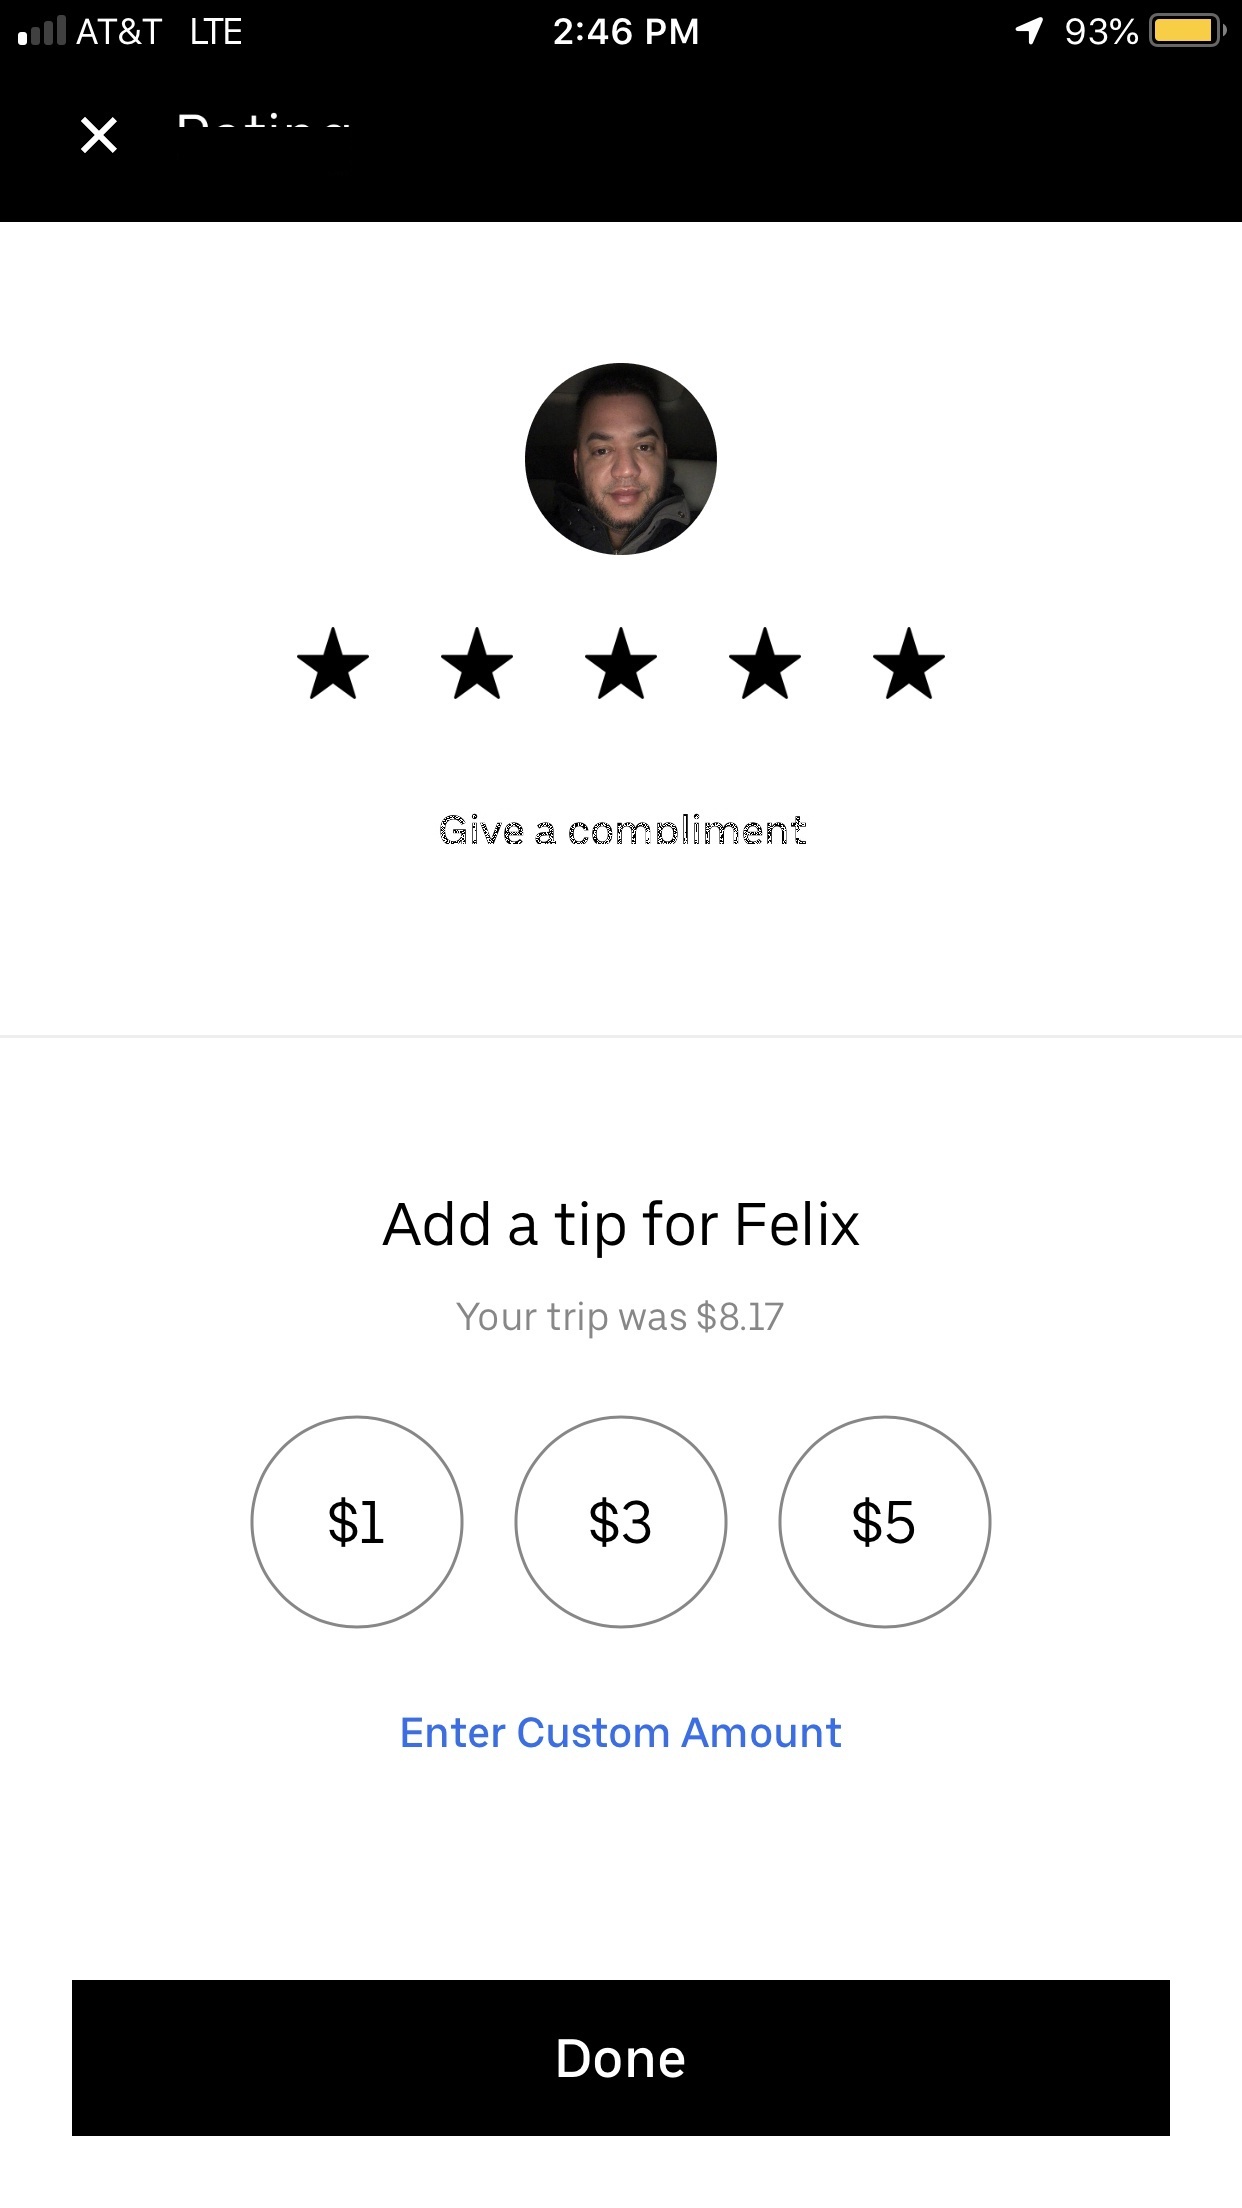 AT&T LTE 2:46 PM 93%
Rating
Give a compliment
Add a tip for Felix
Your trip was $8.17
$1 $3 $5
Enter Custom Amount
Done